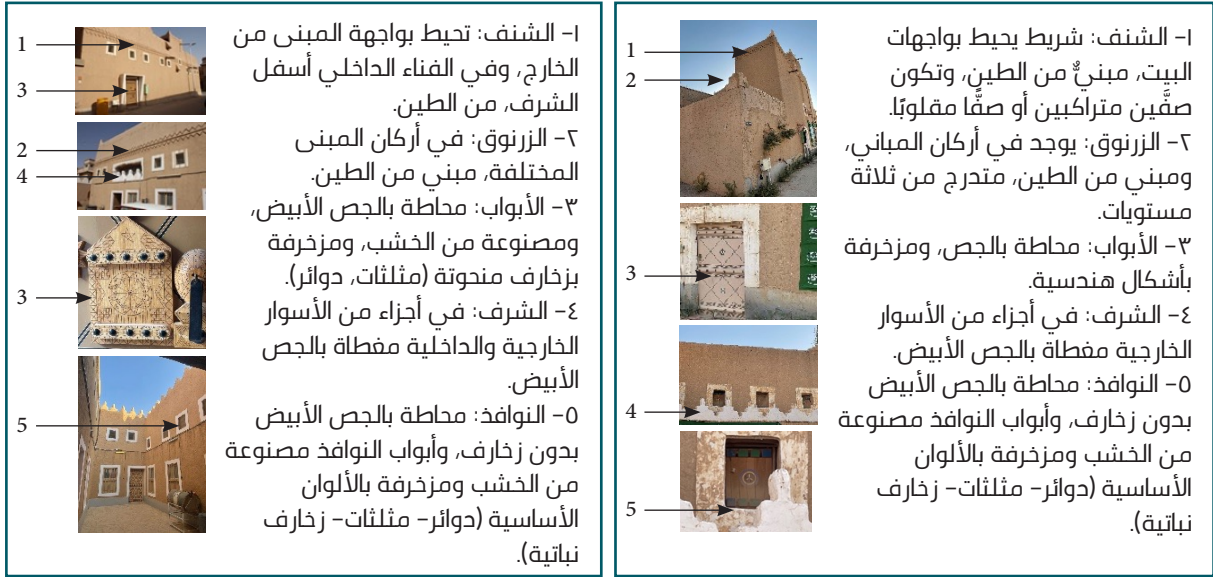 ١- الشنف: شريط يحيط بواجهات
البيت، مبنيٌّ من الطين، وتكون
صفَّين متراكبين أو صفًّا مقلوبًا.
٢- الزرنوق: يوجد في أركان المباني،
ومبني من الطين، متدرج من ثلاثة
مستويات.
٣- الأبواب: محاطة بالجص، ومزخرفة
بأشكال هندسية.
٤- الشرف: في أجزاء من الأسوار
الخارجية والداخلية مغطاة بالجص الأبيض.
٥- النوافذ: محاطة بالجص الأبيض
بدون زخارف، وأبواب النوافذ مصنوعة
من الخشب ومزخرفة بالألوان
الأساسية (دوائر- مثلثات- زخارف
نباتية).
1
2
3
4
5
١- الشنف: تحيط بواجهة المبنى من
الخارج، وفي الفناء الداخلي أسفل
الشرف، من الطين.
٢- الزرنوق: في أركان المبنى
المختلفة، مبني من الطين.
٣- الأبواب: محاطة بالجص الأبيض،
ومصنوعة من الخشب، ومزخرفة
بزخارف منحوتة (مثلثات، دوائر).
٤- الشرف: في أجزاء من الأسوار
الخارجية والداخلية مغطاة بالجص
الأبيض.
٥- النوافذ: محاطة بالجص الأبيض
بدون زخارف، وأبواب النوافذ مصنوعة
من الخشب ومزخرفة بالألوان
الأساسية (دوائر- مثلثات- زخارف
نباتية).
1
3
2
4
3
5